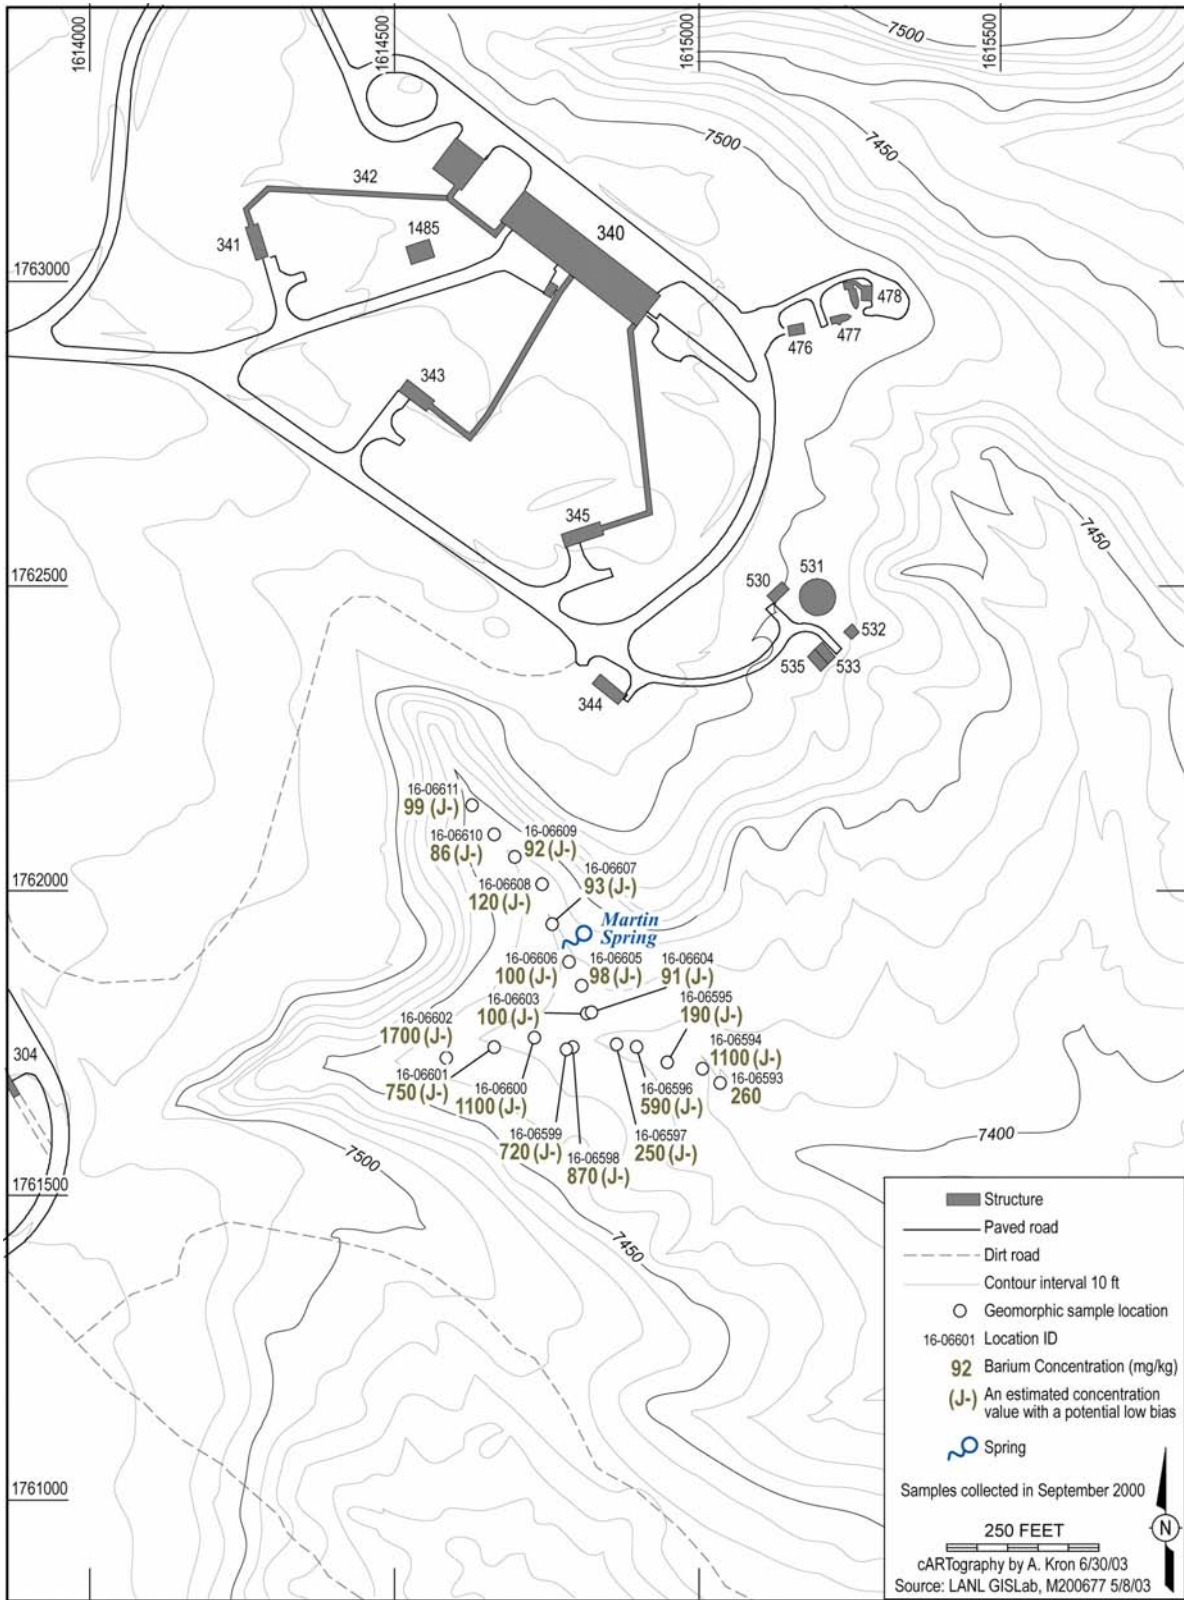 1614000
1614500
1615000
1615500
7500
7500
7450
342
340
341
1485
1763000
478
477
476
343
345
7450
1762500
530
531
532
535
533
344
16-06611
99 (J-)
16-06610
86 (J-)
16-06609
92 (J-)
16-06608
120 (J-)
16-06607
93 (J-)
1762000
Martin
Spring
16-06606
100 (J-)
16-06605
98 (J-)
16-06604
91 (J-)
16-06603
100 (J-)
16-06595
190 (J-)
16-06602
1700 (J-)
16-06594
1100 (J-)
304
16-06601
750 (J-)
16-06600
1100 (J-)
16-06596
590 (J-)
16-06593
260
16-06599
720 (J-)
16-06598
870 (J-)
16-06597
250 (J-)
7400
7500
1761500
7450
1761000
Structure
Paved road
Dirt road
Contour interval 10 ft
Geomorphic sample location
16-06601 Location ID
92 Barium Concentration (mg/kg)
(J-) An estimated concentration
value with a potential low bias
Spring
Samples collected in September 2000
250 FEET
N
cARTography by A. Kron 6/30/03
Source: LANL GISLab, M200677 5/8/03